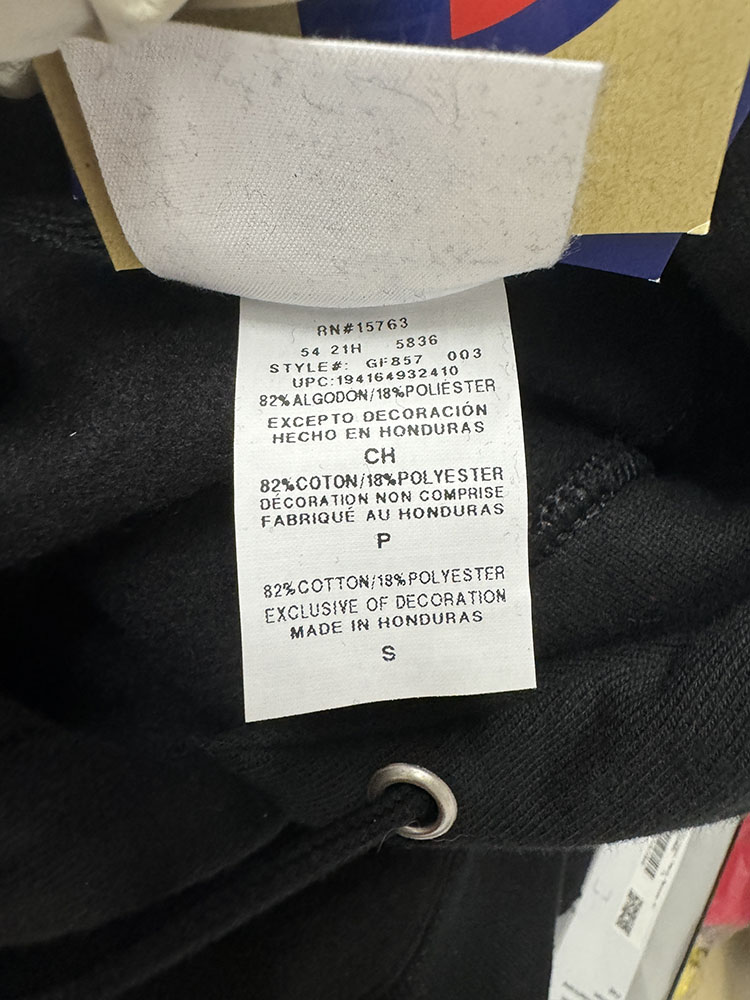 RN#15763
54 21H 5836
STYLE#: GF857 003
UPC:194164932410
82%ALGODON/18%POLIÉSTER
EXCEPTO DECORACIÓN
HECHO EN HONDURAS
CH
82%COTON/18%POLYESTER
DÉCORATION NON COMPRISE
FABRIQUÉ AU HONDURAS
P
82%COTTON/18%POLYESTER
EXCLUSIVE OF DECORATION
MADE IN HONDURAS
S